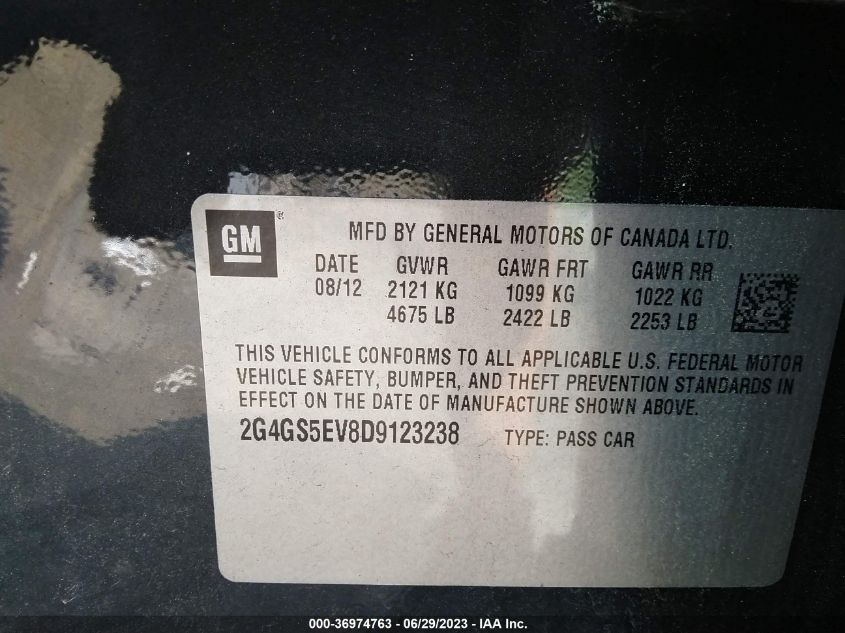 GM®
MFD BY GENERAL MOTORS OF CANADA LTD.
DATE GVWR GAWR FRT GAWR RR
08/12 2121 KG 1099 KG 1022 KG
4675 LB 2422 LB 2253 LB
THIS VEHICLE CONFORMS TO ALL APPLICABLE U.S. FEDERAL MOTOR
VEHICLE SAFETY, BUMPER, AND THEFT PREVENTION STANDARDS IN
EFFECT ON THE DATE OF MANUFACTURE SHOWN ABOVE.
2G4GS5EV8D9123238 TYPE: PASS CAR
000-36974763 - 06/29/2023 - IAA Inc.